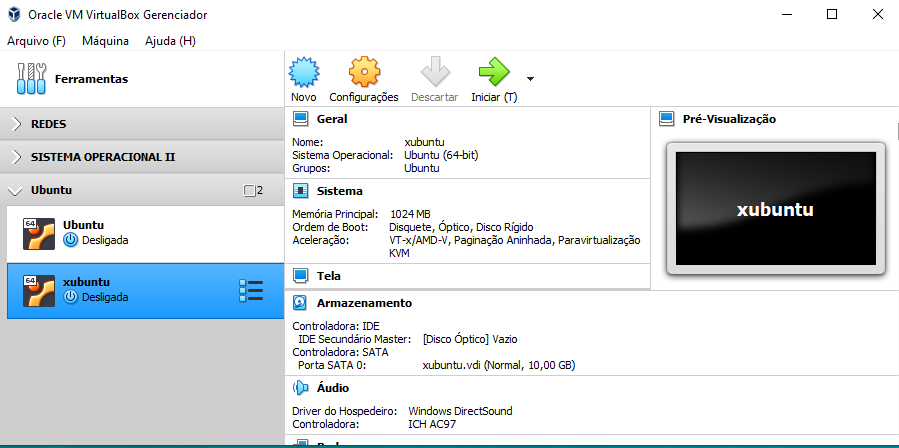 Oracle VM VirtualBox Gerenciador
Arquivo (F) Máquina Ajuda (H)
Ferramentas
REDES
SISTEMA OPERACIONAL II
Ubuntu 2
64
Ubuntu
Desligada
64
xubuntu
Desligada
Novo Configurações Descartar Iniciar (T)
Geral
Nome: xubuntu
Sistema Operacional: Ubuntu (64-bit)
Grupos: Ubuntu
Sistema
Memória Principal: 1024 MB
Ordem de Boot: Disquete, Óptico, Disco Rígido
Aceleração: VT-x/AMD-V, Paginação Aninhada, Paravirtualização
KVM
Tela
Pré-Visualização
xubuntu
Armazenamento
Controladora: IDE
IDE Secundário Master: [Disco Óptico] Vazio
Controladora: SATA
Porta SATA 0: xubuntu.vdi (Normal, 10,00 GB)
Áudio
Driver do Hospedeiro: Windows DirectSound
Controladora: ICH AC97